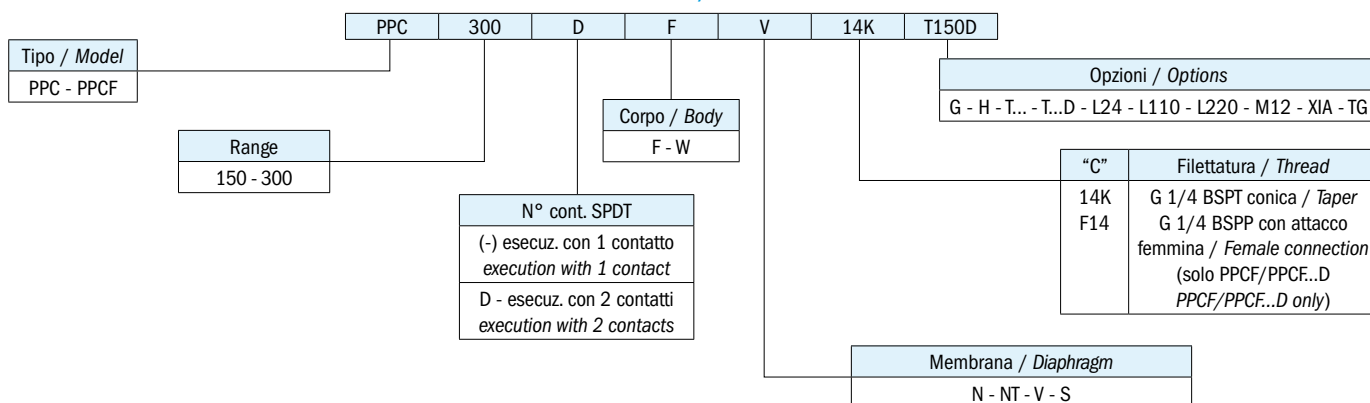 PPC 300 D F V 14K T150D
Tipo / Model
PPC - PPCF
Opzioni / Options
G - H - T... - T...D - L24 - L110 - L220 - M12 - XIA - TG
Corpo / Body
F - W
Range
150 - 300
"C" Filettatura / Thread
14K G 1/4 BSPT conica / Taper
F14 G 1/4 BSPP con attacco
femmina / Female connection
(solo PPCF/PPCF...D
PPCF/PPCF...D only)
N° cont. SPDT
(-) esecuz. con 1 contatto
execution with 1 contact
D - esecuz. con 2 contatti
execution with 2 contacts
Membrana / Diaphragm
N - NT - V - S